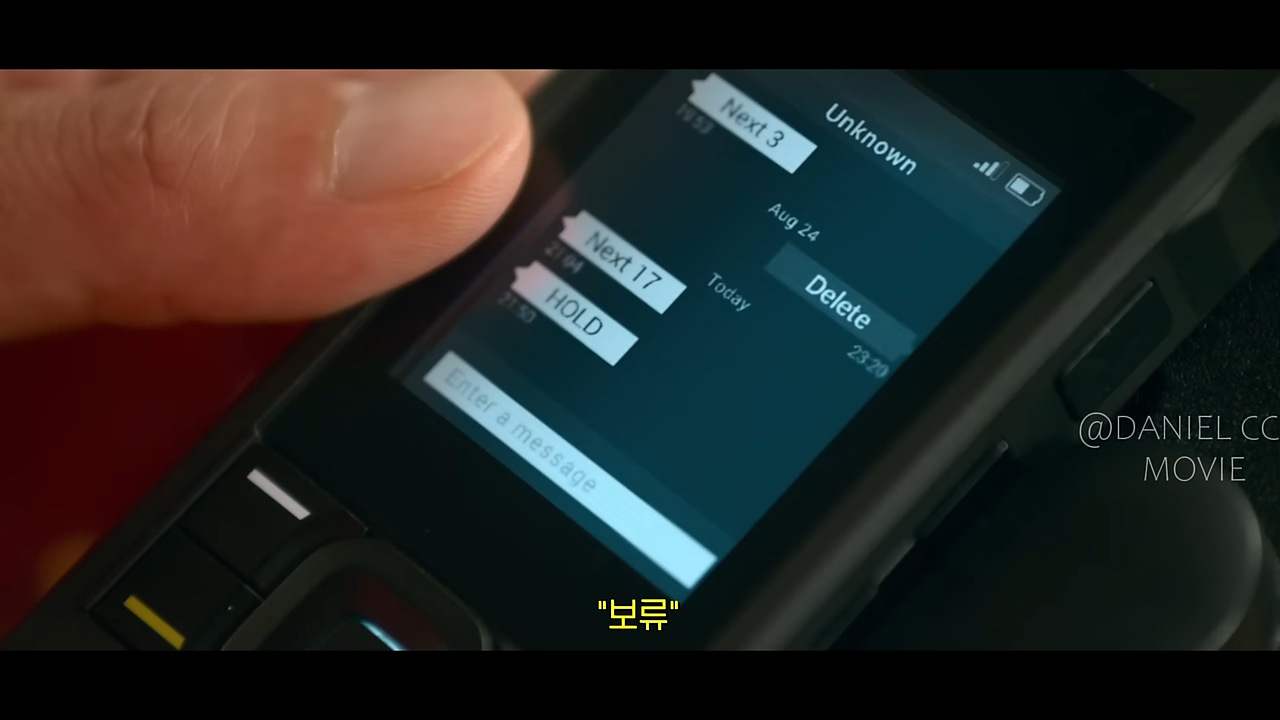 Unknown
Next 3
19:53
Aug 24
Delete
23:20
Today
Next 17
21:04
HOLD
21:50
Enter a message
@DANIEL CC
MOVIE
"보류"